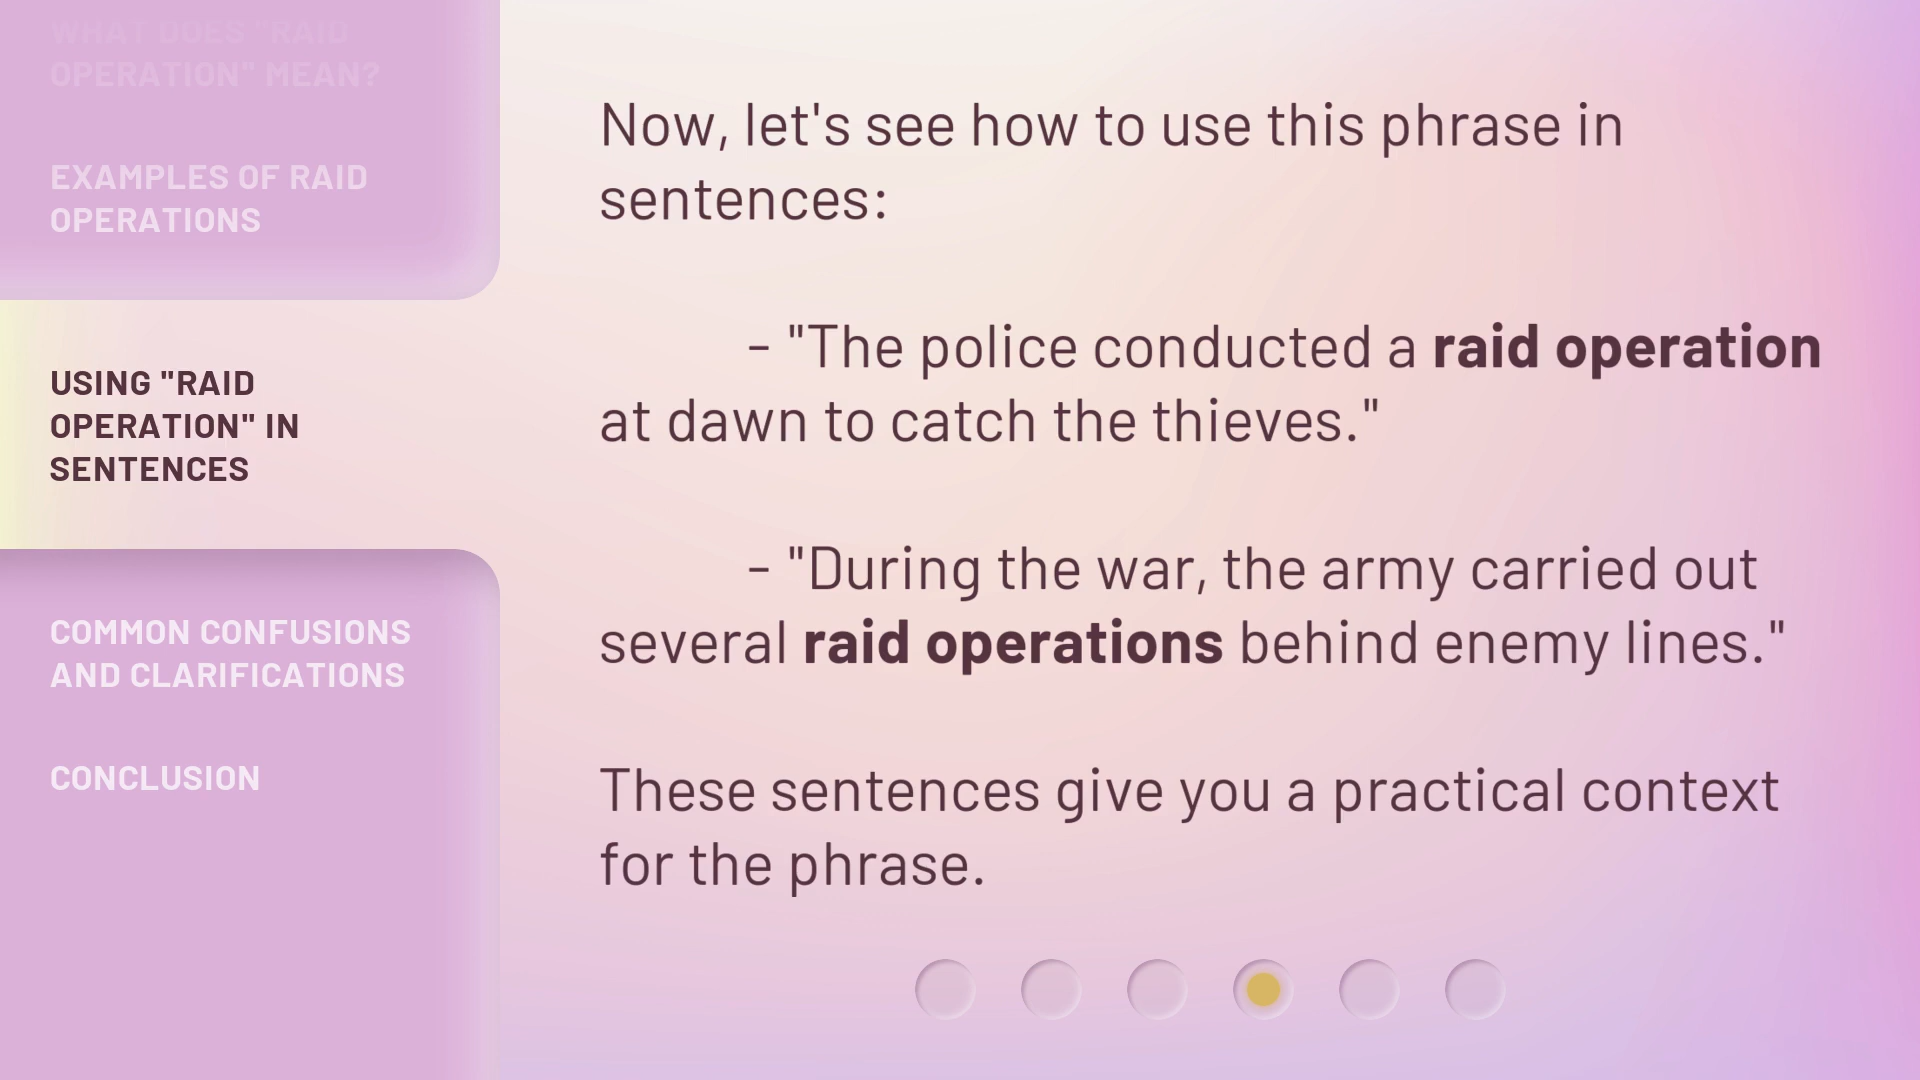 WHAT DOES "RAID
OPERATION" MEAN?
EXAMPLES OF RAID
OPERATIONS
USING "RAID
OPERATION" IN
SENTENCES
COMMON CONFUSIONS
AND CLARIFICATIONS
CONCLUSION
Now, let's see how to use this phrase in
sentences:
- "The police conducted a raid operation
at dawn to catch the thieves."
- "During the war, the army carried out
several raid operations behind enemy lines."
These sentences give you a practical context
for the phrase.